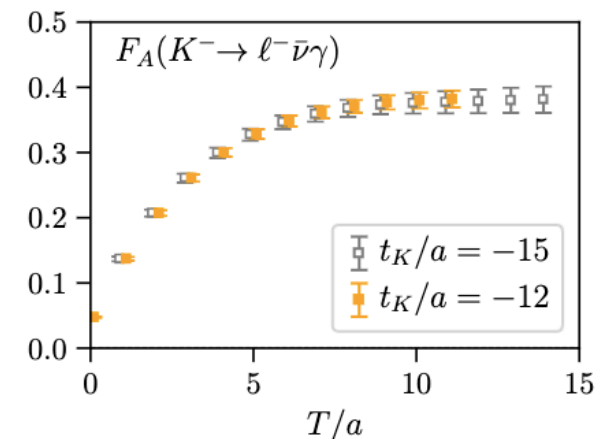 0.5
F_A(K⁻→ ℓ⁻ν̄γ)
0.4
0.3
0.2
t_K/a = −15
0.1
t_K/a = −12
0.0
0 5 10 15
T/a